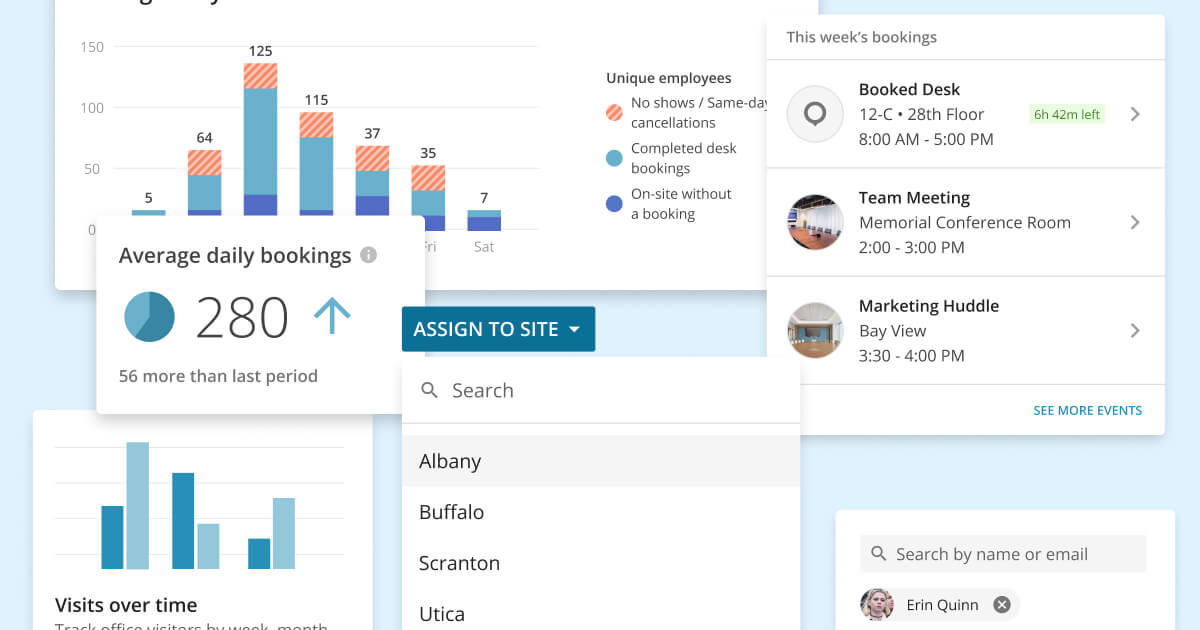 150
100
50
0
5
64
125
115
37
35
7
Fri
Sat
Unique employees
No shows / Same-day
cancellations
Completed desk
bookings
On-site without
a booking
This week's bookings
Booked Desk
12-C • 28th Floor
8:00 AM - 5:00 PM
6h 42m left
Team Meeting
Memorial Conference Room
2:00 - 3:00 PM
Marketing Huddle
Bay View
3:30 - 4:00 PM
SEE MORE EVENTS
Average daily bookings
280
56 more than last period
ASSIGN TO SITE
Search
Albany
Buffalo
Scranton
Utica
Visits over time
Track office visitors by week, month
Search by name or email
Erin Quinn